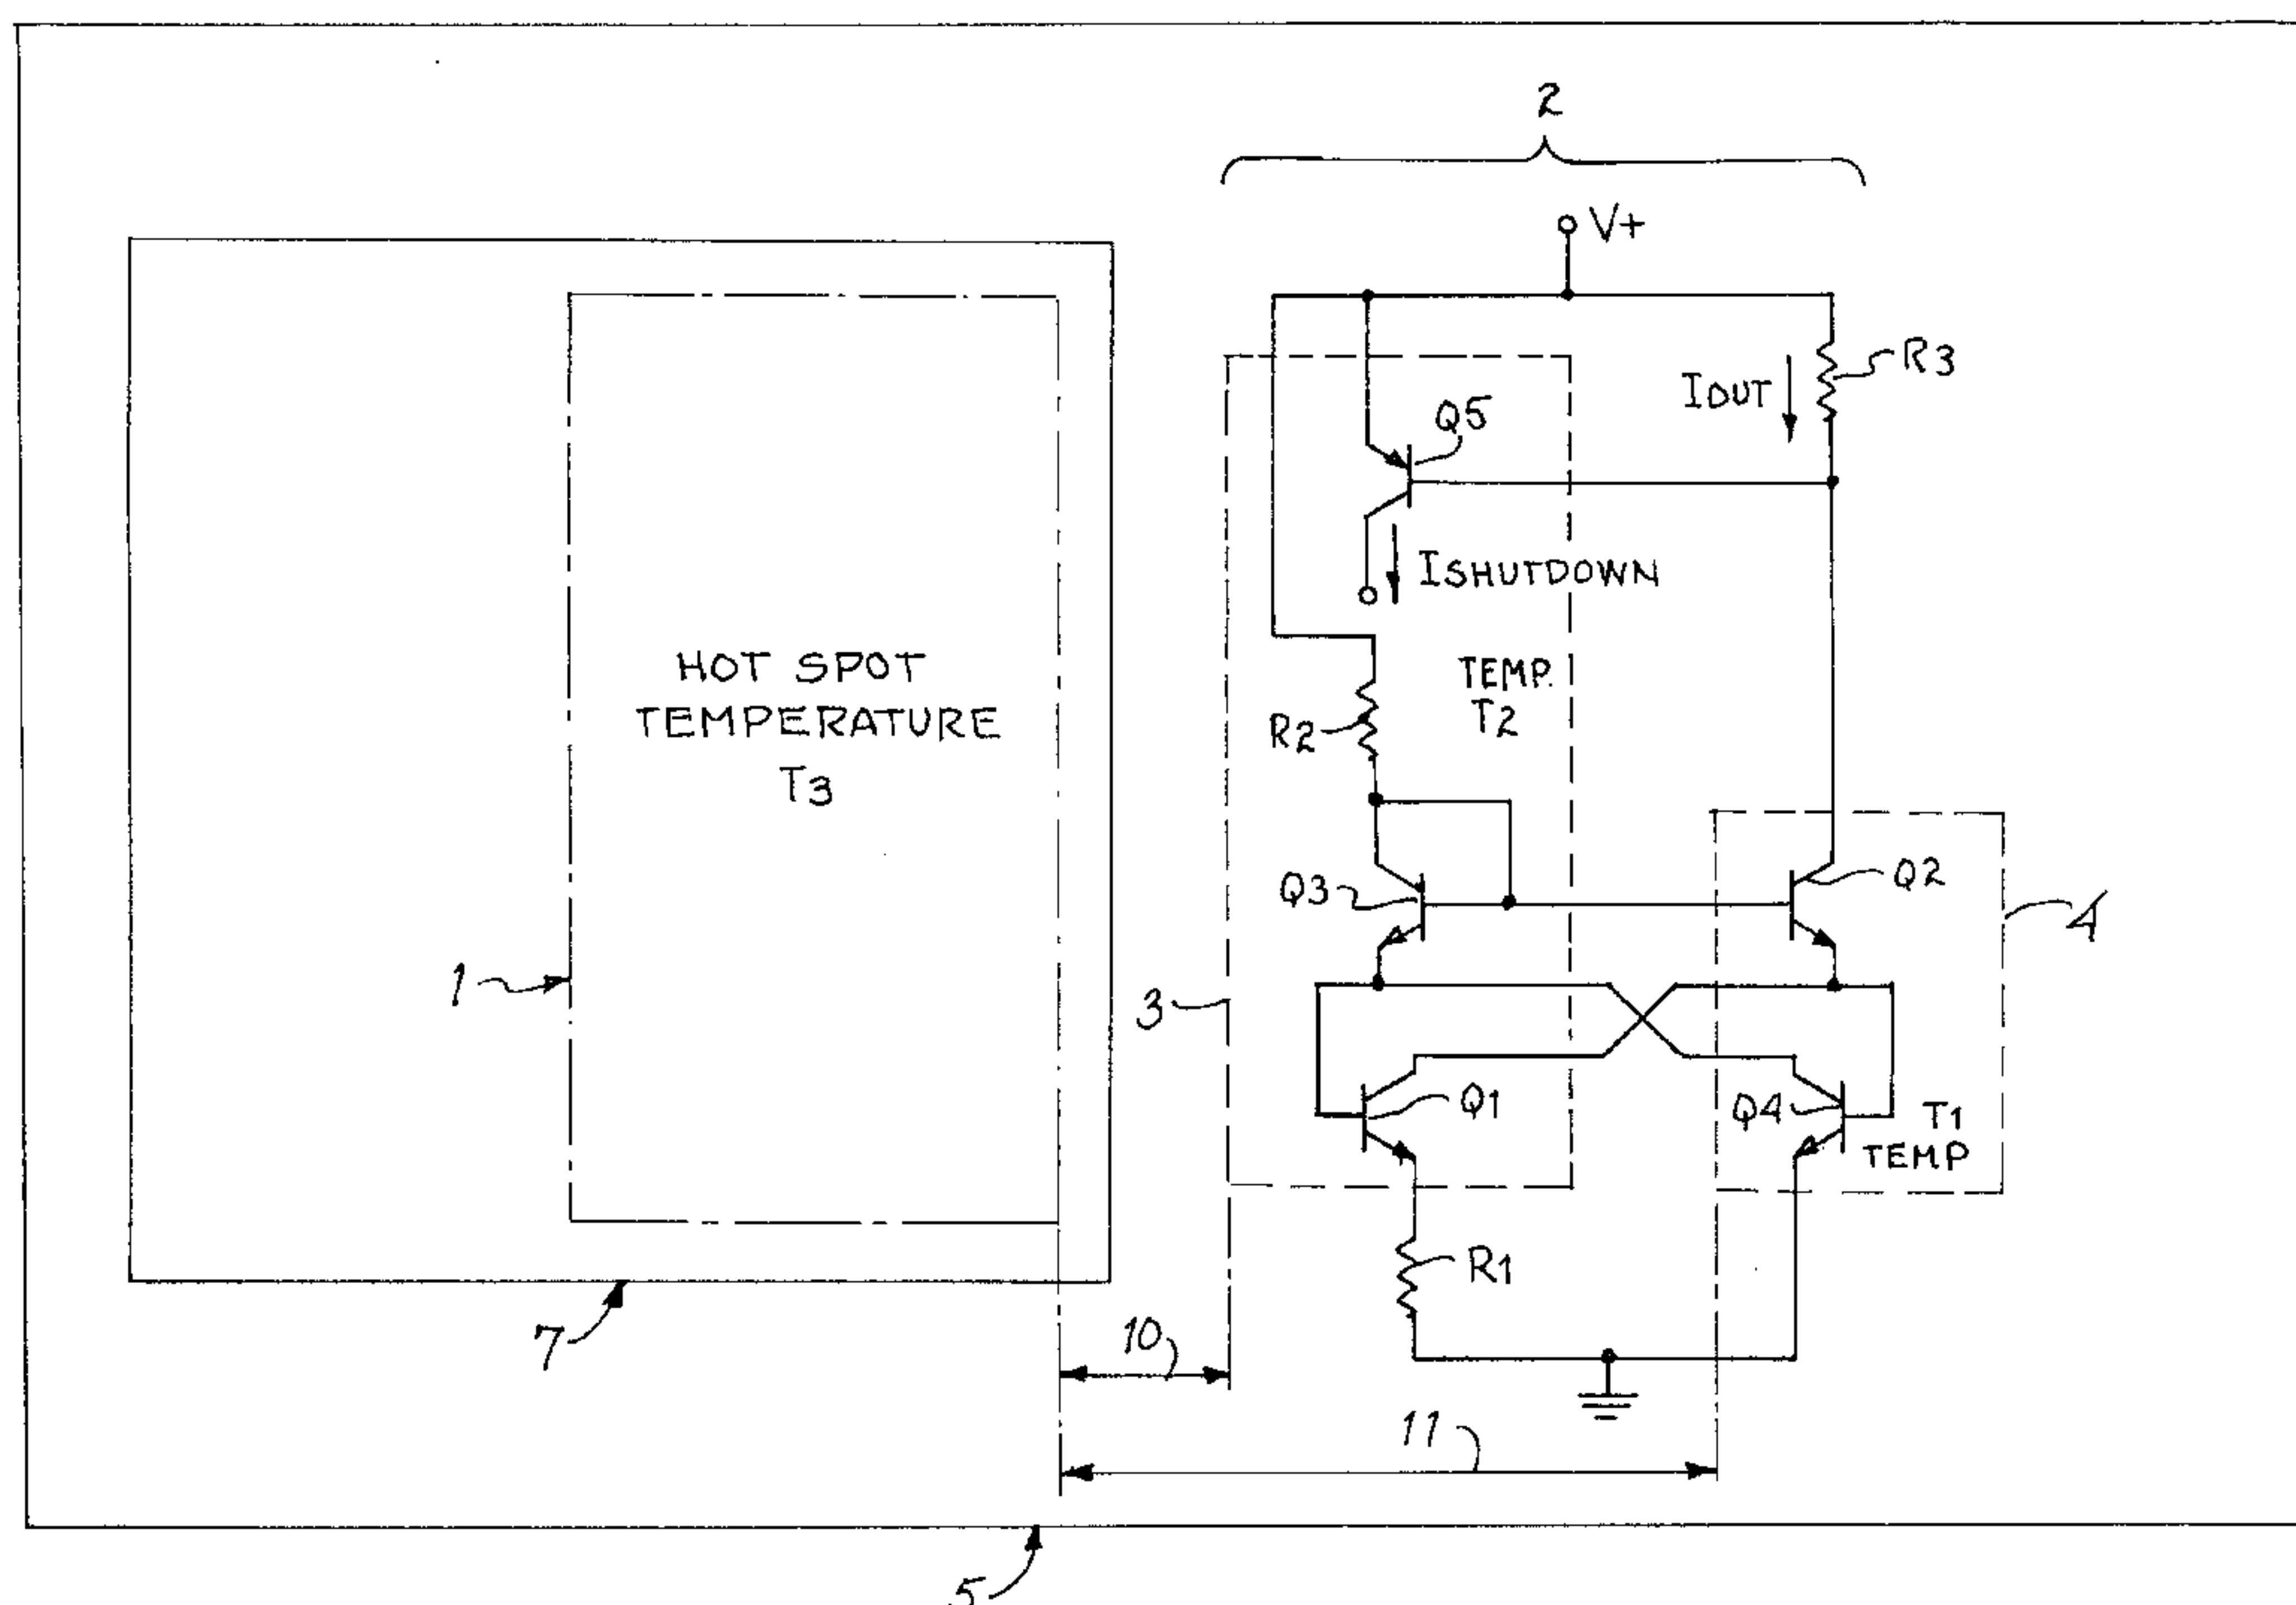 2
V+
IOUT
R3
Q5
ISHUTDOWN
HOT SPOT
TEMPERATURE
T3
TEMP.
T2
R2
Q3
Q2
4
1
3
Q1
Q4
T1
TEMP
R1
7
10
11
5